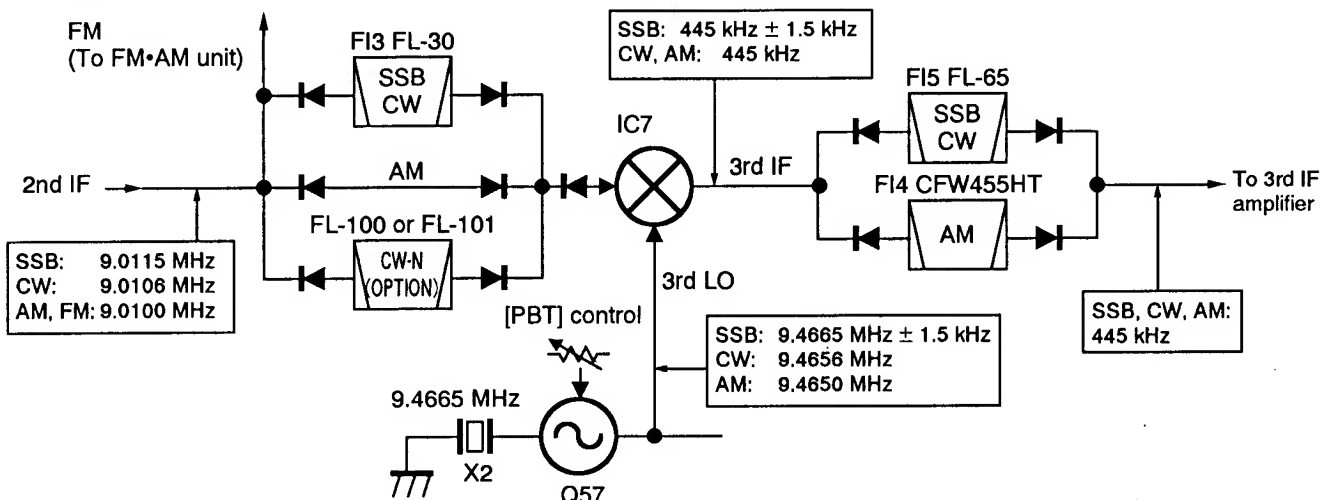 FM
(To FM•AM unit)
FI3 FL-30
SSB
CW
AM
FL-100 or FL-101
CW-N
(OPTION)
2nd IF
SSB: 9.0115 MHz
CW: 9.0106 MHz
AM, FM: 9.0100 MHz
SSB: 445 kHz ± 1.5 kHz
CW, AM: 445 kHz
IC7
3rd IF
FI5 FL-65
SSB
CW
FI4 CFW455HT
AM
To 3rd IF
amplifier
SSB, CW, AM:
445 kHz
3rd LO
[PBT] control
SSB: 9.4665 MHz ± 1.5 kHz
CW: 9.4656 MHz
AM: 9.4650 MHz
9.4665 MHz
X2
Q57